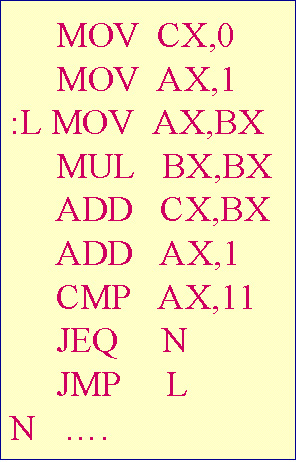 MOV CX,0
MOV AX,1
:L MOV AX,BX
MUL BX,BX
ADD CX,BX
ADD AX,1
CMP AX,11
JEQ N
JMP L
N ....